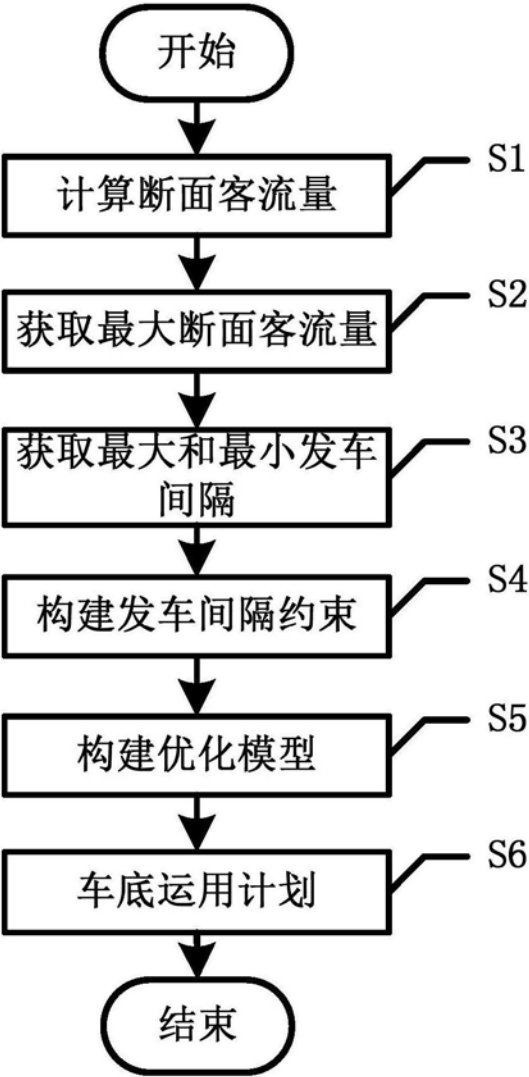 开始
计算断面客流量
S1
获取最大断面客流量
S2
获取最大和最小发车
间隔
S3
构建发车间隔约束
S4
构建优化模型
S5
车底运用计划
S6
结束